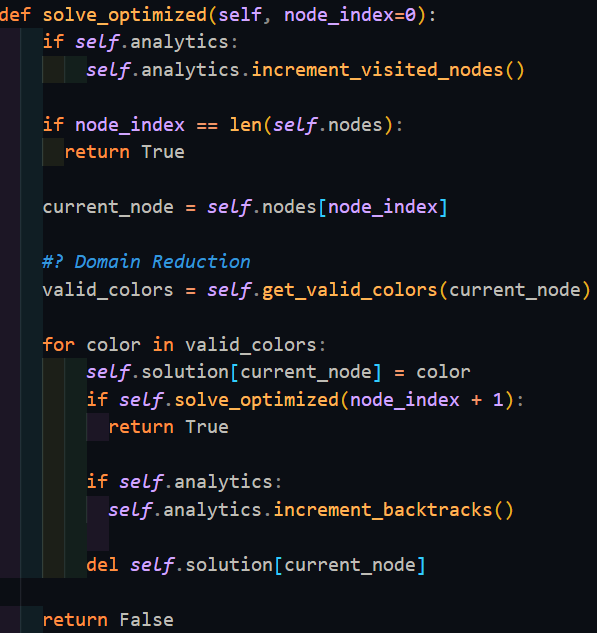 def solve_optimized(self, node_index=0):
    if self.analytics:
        self.analytics.increment_visited_nodes()

    if node_index == len(self.nodes):
      return True

    current_node = self.nodes[node_index]

    #? Domain Reduction
    valid_colors = self.get_valid_colors(current_node)

    for color in valid_colors:
        self.solution[current_node] = color
        if self.solve_optimized(node_index + 1):
          return True

        if self.analytics:
          self.analytics.increment_backtracks()

        del self.solution[current_node]

    return False